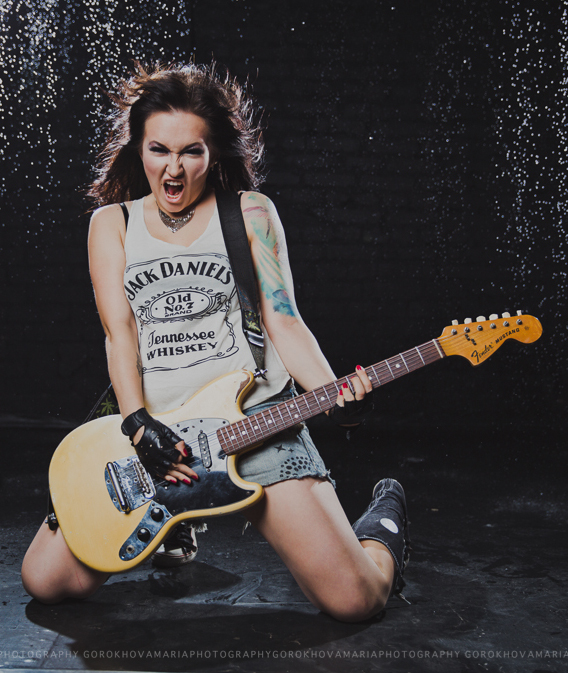 JACK DANIEL'S
Old
No. 7
BRAND
Tennessee
WHISKEY
Fender MUSTANG
PHOTOGRAPHY GOROKHOVAMARIAPHOTOGRAPHYGOROKHOVAMARIAPHOTOGRAPHY GOROKHOVAMARIA